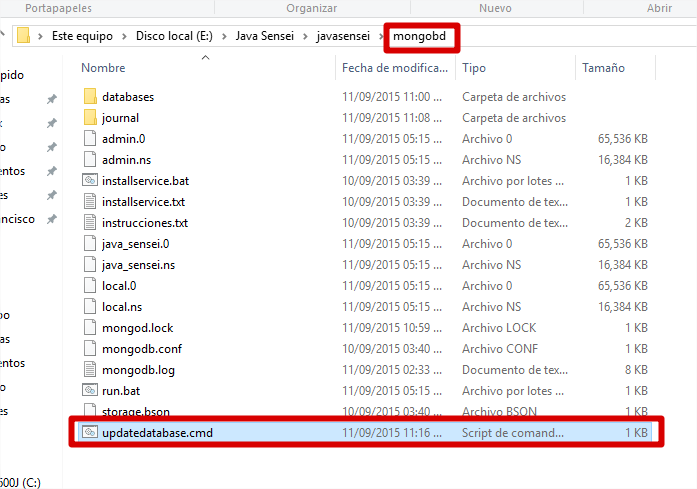 Portapapeles Organizar Nuevo Abrir
Este equipo > Disco local (E:) > Java Sensei > javasensei > mongobd
Nombre Fecha de modifica... Tipo Tamaño
databases 11/09/2015 11:00 ... Carpeta de archivos
journal 11/09/2015 11:08 ... Carpeta de archivos
admin.0 11/09/2015 05:15 ... Archivo 0 65,536 KB
admin.ns 11/09/2015 05:15 ... Archivo NS 16,384 KB
installservice.bat 10/09/2015 03:39 ... Archivo por lotes ... 1 KB
installservice.txt 10/09/2015 03:39 ... Documento de tex... 1 KB
instrucciones.txt 10/09/2015 03:39 ... Documento de tex... 2 KB
java_sensei.0 11/09/2015 05:15 ... Archivo 0 65,536 KB
java_sensei.ns 11/09/2015 05:15 ... Archivo NS 16,384 KB
local.0 11/09/2015 05:15 ... Archivo 0 65,536 KB
local.ns 11/09/2015 05:15 ... Archivo NS 16,384 KB
mongod.lock 11/09/2015 10:59 ... Archivo LOCK 1 KB
mongodb.conf 10/09/2015 03:40 ... Archivo CONF 1 KB
mongodb.log 11/09/2015 02:33 ... Documento de tex... 8 KB
run.bat 11/09/2015 05:15 ... Archivo por lotes ... 1 KB
storage.bson 10/09/2015 03:40 ... Archivo BSON 1 KB
updatedatabase.cmd 11/09/2015 11:16 ... Script de comand... 1 KB
pido
as
o
entos
as
ncisco
po
as
entos
es
600J (C:)